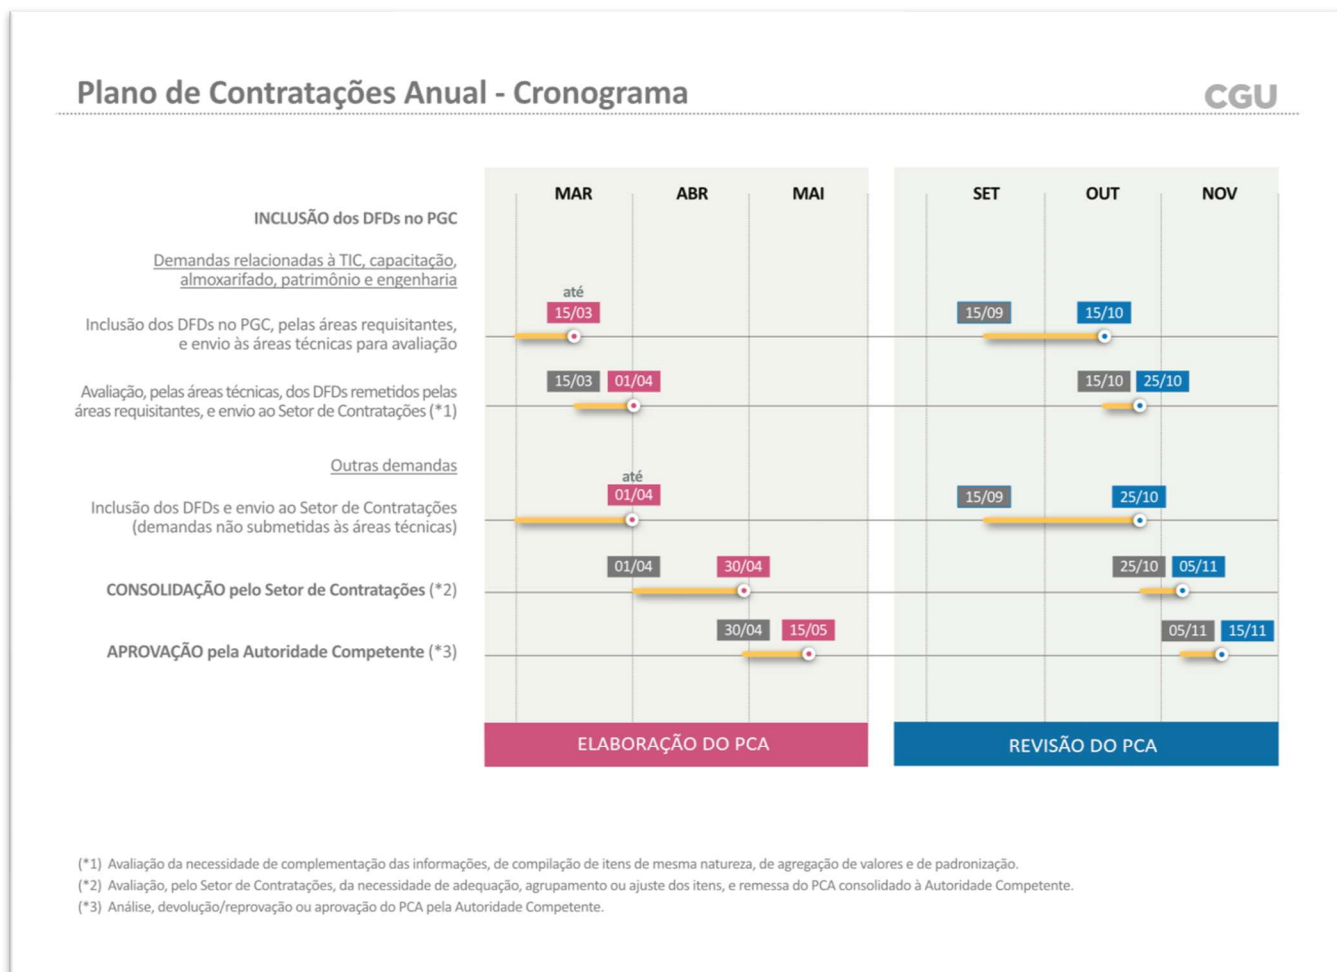 Plano de Contratações Anual - Cronograma
CGU
MAR ABR MAI
SET OUT NOV
INCLUSÃO dos DFDs no PGC
Demandas relacionadas à TIC, capacitação,
almoxarifado, patrimônio e engenharia
até
15/03
15/09 15/10
Inclusão dos DFDs no PGC, pelas áreas requisitantes,
e envio às áreas técnicas para avaliação
15/03 01/04
15/10 25/10
Avaliação, pelas áreas técnicas, dos DFDs remetidos pelas
áreas requisitantes, e envio ao Setor de Contratações (*1)
Outras demandas
até
01/04
15/09 25/10
Inclusão dos DFDs e envio ao Setor de Contratações
(demandas não submetidas às áreas técnicas)
01/04 30/04
25/10 05/11
CONSOLIDAÇÃO pelo Setor de Contratações (*2)
30/04 15/05
05/11 15/11
APROVAÇÃO pela Autoridade Competente (*3)
ELABORAÇÃO DO PCA
REVISÃO DO PCA
(*1) Avaliação da necessidade de complementação das informações, de compilação de itens de mesma natureza, de agregação de valores e de padronização.
(*2) Avaliação, pelo Setor de Contratações, da necessidade de adequação, agrupamento ou ajuste dos itens, e remessa do PCA consolidado à Autoridade Competente.
(*3) Análise, devolução/reprovação ou aprovação do PCA pela Autoridade Competente.